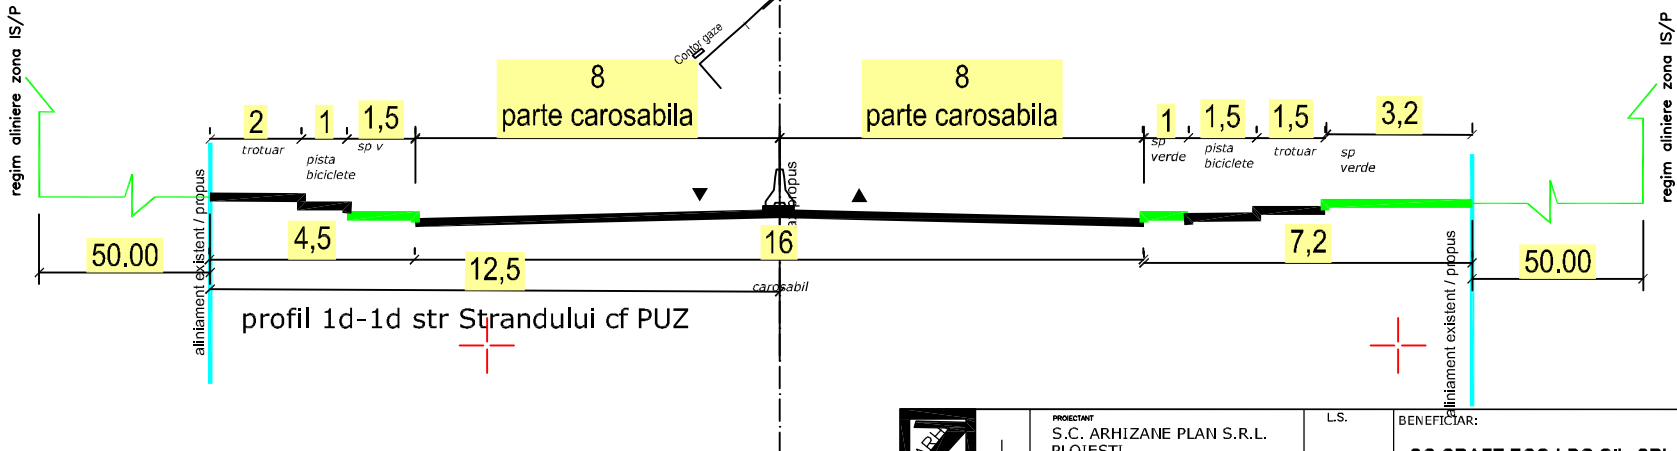 regim aliniere zona IS/P
Contor gaze
8
parte carosabila
8
parte carosabila
regim aliniere zona IS/P
2
1
1,5
1
1,5
1,5
3,2
trotuar
pista
biciclete
sp v
sp
verde
pista
biciclete
trotuar
sp
verde
aliniament existent / propus
ax propus
aliniament existent / propus
50.00
4,5
16
7,2
50.00
12,5
carosabil
profil 1d-1d str Strandului cf PUZ
PROIECTANT
S.C. ARHIZANE PLAN S.R.L.
PLOIESTI
L.S.
BENEFICIAR:
ARH